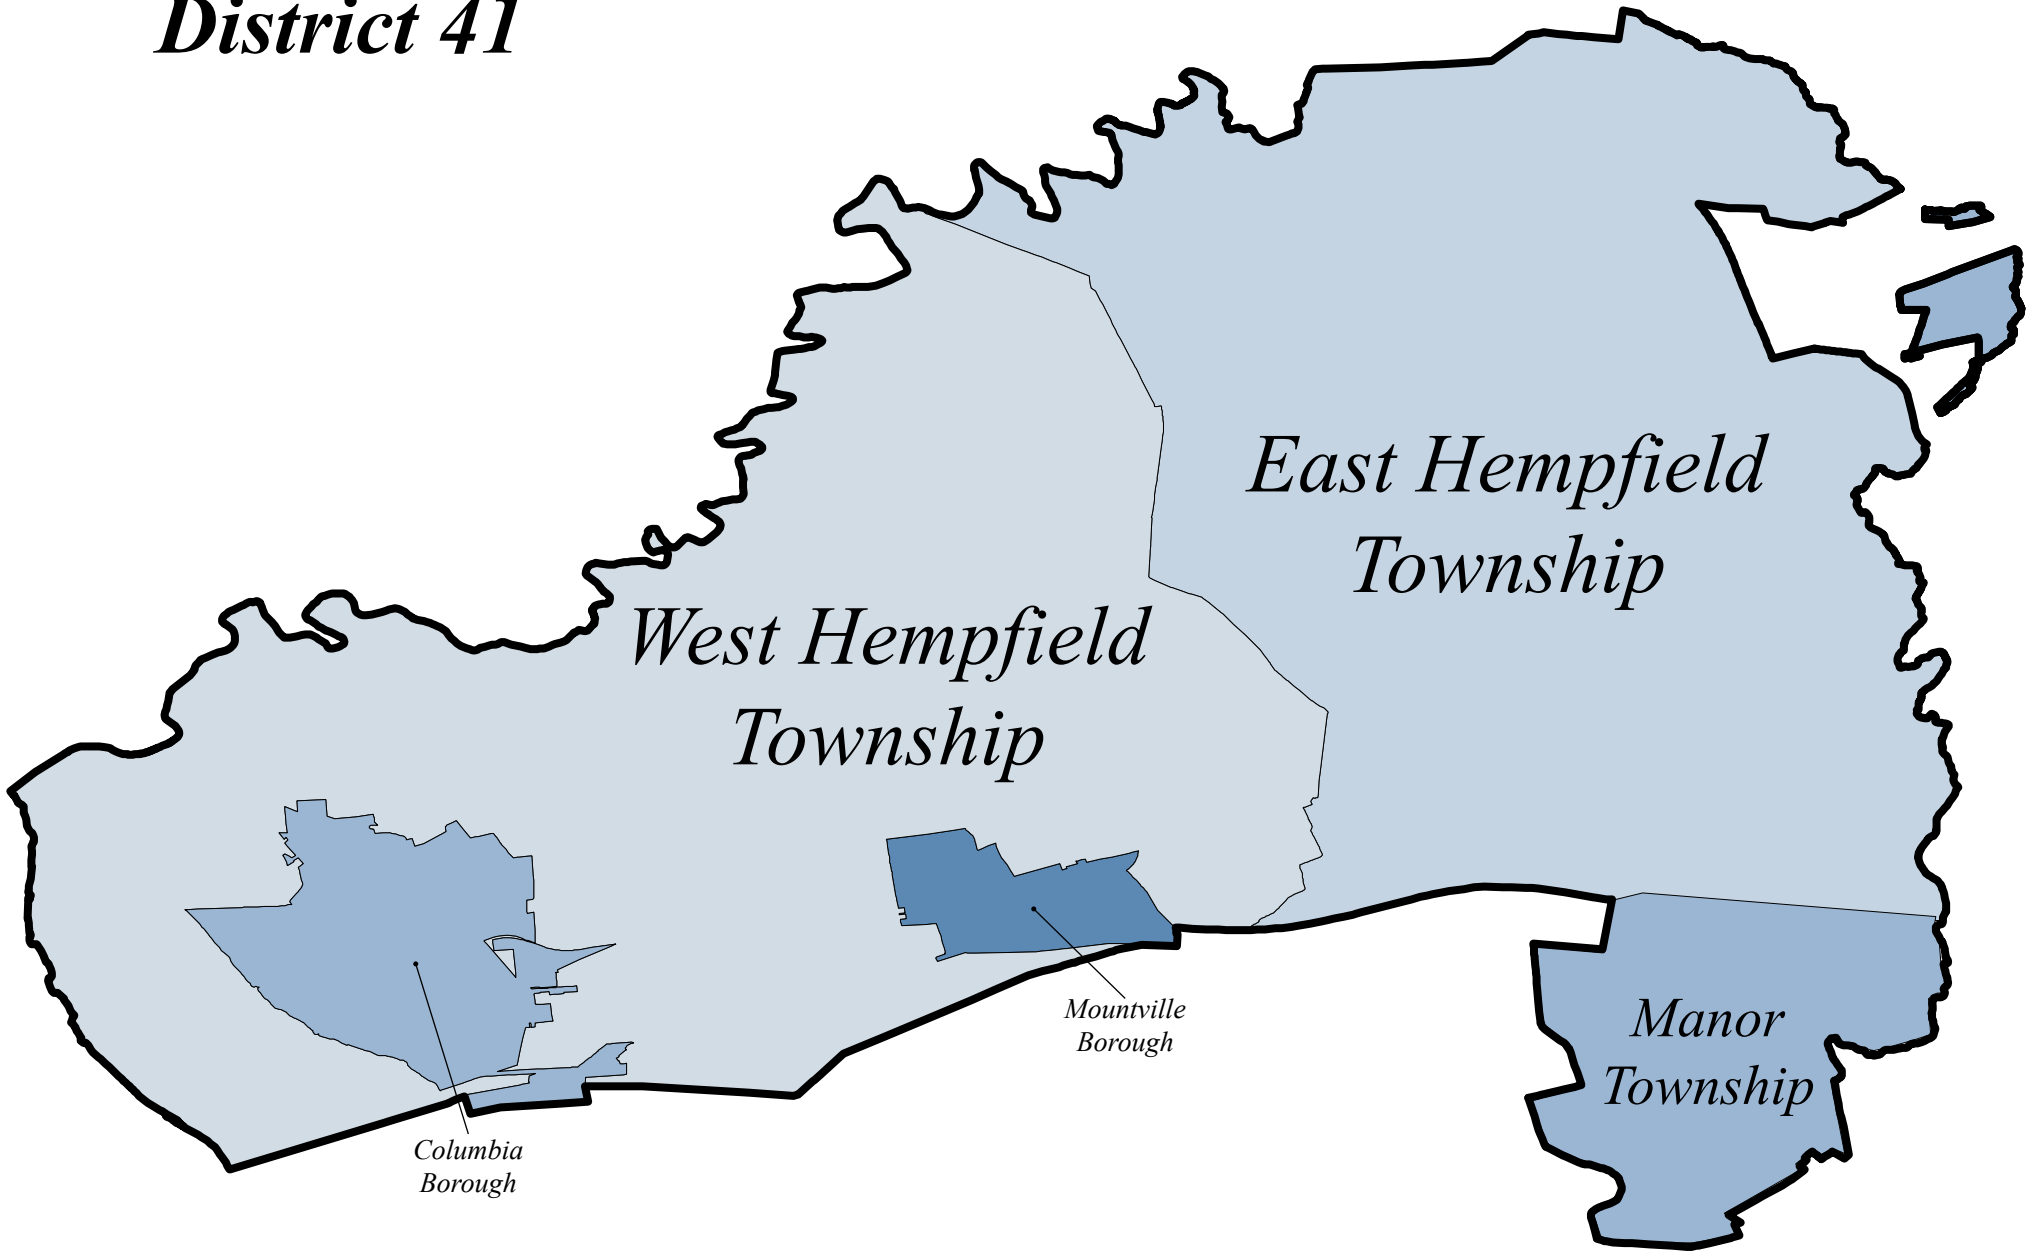 District 41
East Hempfield
Township
West Hempfield
Township
Mountville
Borough
Manor
Township
Columbia
Borough